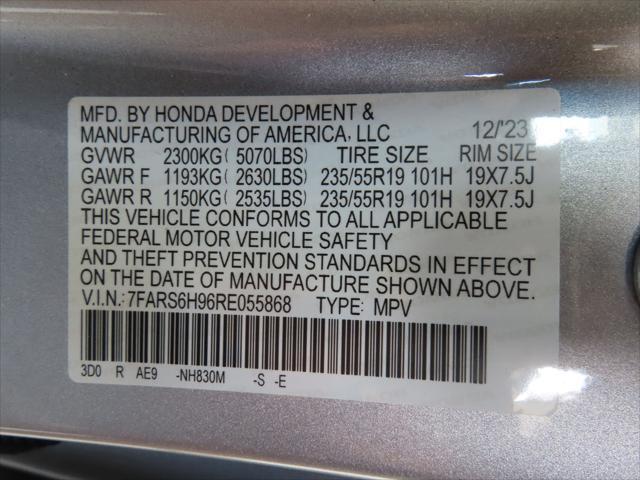 MFD. BY HONDA DEVELOPMENT &
MANUFACTURING OF AMERICA, LLC 12/'23
GVWR 2300KG( 5070LBS) TIRE SIZE RIM SIZE
GAWR F 1193KG( 2630LBS) 235/55R19 101H 19X7.5J
GAWR R 1150KG( 2535LBS) 235/55R19 101H 19X7.5J
THIS VEHICLE CONFORMS TO ALL APPLICABLE
FEDERAL MOTOR VEHICLE SAFETY
AND THEFT PREVENTION STANDARDS IN EFFECT
ON THE DATE OF MANUFACTURE SHOWN ABOVE.
V.I.N.: 7FARS6H96RE055868 TYPE: MPV
3D0 R AE9 -NH830M -S -E